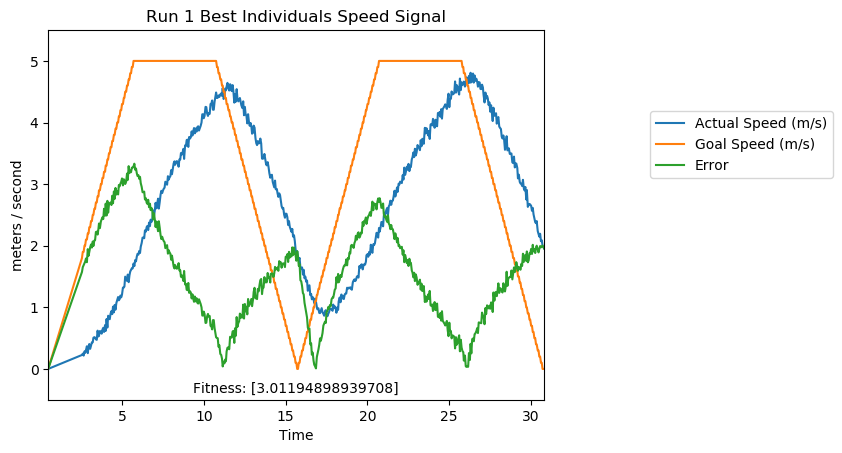 Run 1 Best Individuals Speed Signal
meters / second
5
4
3
2
1
0
Fitness: [3.01194898939708]
5 10 15 20 25 30
Time
Actual Speed (m/s)
Goal Speed (m/s)
Error